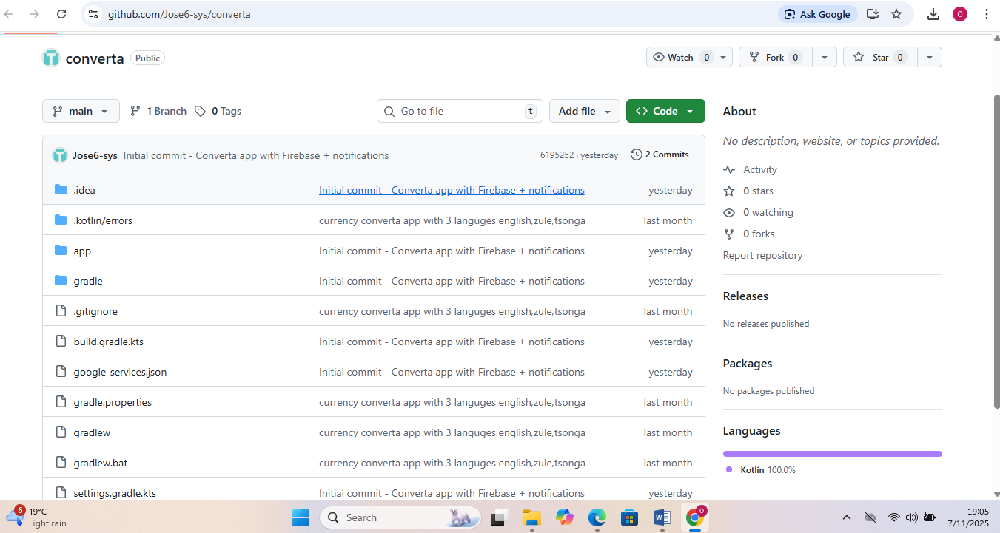 github.com/Jose6-sys/converta
Ask Google
O
converta Public
Watch 0
Fork 0
Star 0
main
1 Branch
0 Tags
Go to file t
Add file
Code
About
No description, website, or topics provided.
Jose6-sys Initial commit - Converta app with Firebase + notifications 6195252 · yesterday 2 Commits
.idea Initial commit - Converta app with Firebase + notifications yesterday
.kotlin/errors currency converta app with 3 languges english,zule,tsonga last month
app Initial commit - Converta app with Firebase + notifications yesterday
gradle Initial commit - Converta app with Firebase + notifications yesterday
.gitignore currency converta app with 3 languges english,zule,tsonga last month
build.gradle.kts Initial commit - Converta app with Firebase + notifications yesterday
google-services.json Initial commit - Converta app with Firebase + notifications yesterday
gradle.properties currency converta app with 3 languges english,zule,tsonga last month
gradlew currency converta app with 3 languges english,zule,tsonga last month
gradlew.bat currency converta app with 3 languges english,zule,tsonga last month
settings.gradle.kts Initial commit - Converta app with Firebase + notifications yesterday
Activity
0 stars
0 watching
0 forks
Report repository
Releases
No releases published
Packages
No packages published
Languages
Kotlin 100.0%
6
19°C
Light rain
Search
W
O
19:05
7/11/2025